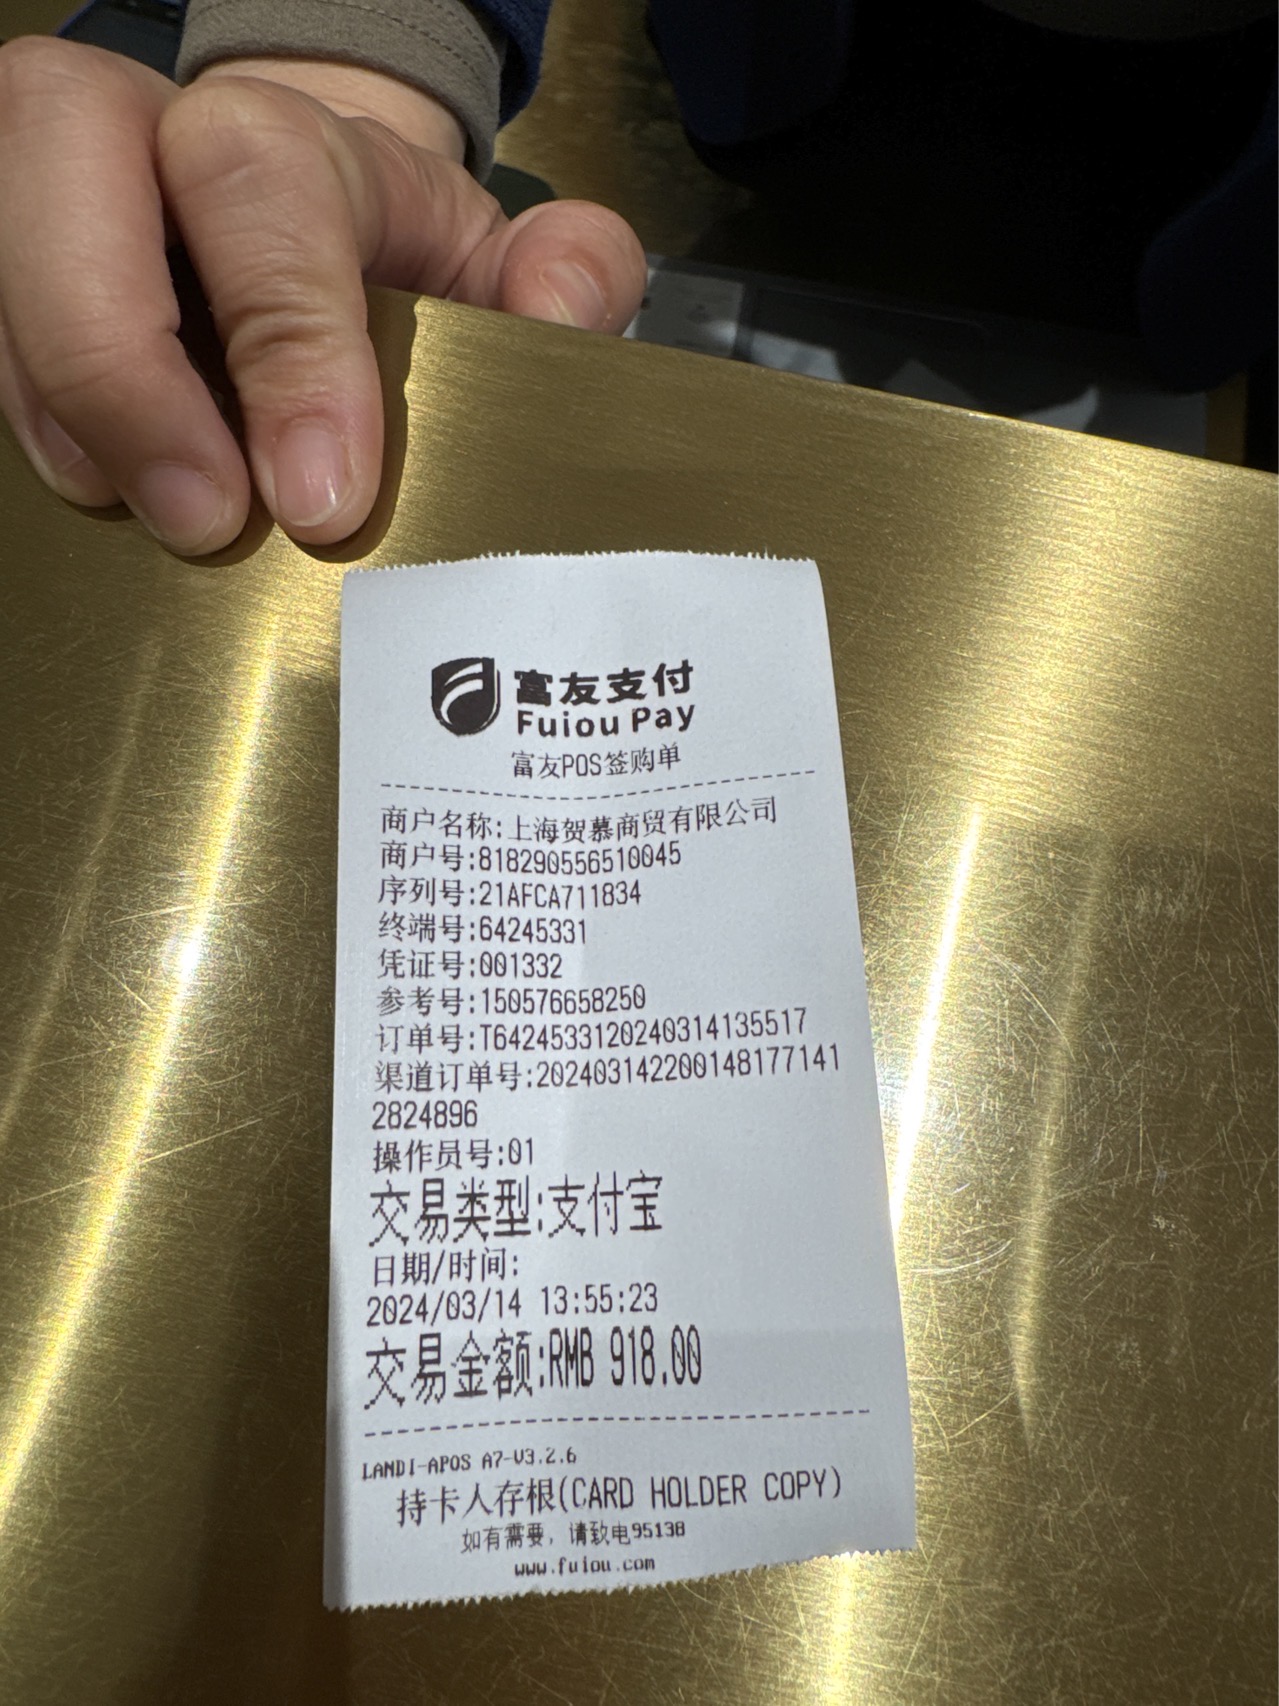 富友支付
Fuiou Pay
富友POS签购单
商户名称:上海贺慕商贸有限公司
商户号:818290556510045
序列号:21AFCA711834
终端号:64245331
凭证号:001332
参考号:150576658250
订单号:T6424533120240314135517
渠道订单号:202403142200148177141
2824896
操作员号:01
交易类型:支付宝
日期/时间:
2024/03/14 13:55:23
交易金额:RMB 918.00
LANDI-APOS A7-V3.2.6
持卡人存根(CARD HOLDER COPY)
如有需要，请致电95138
www.fuiou.com